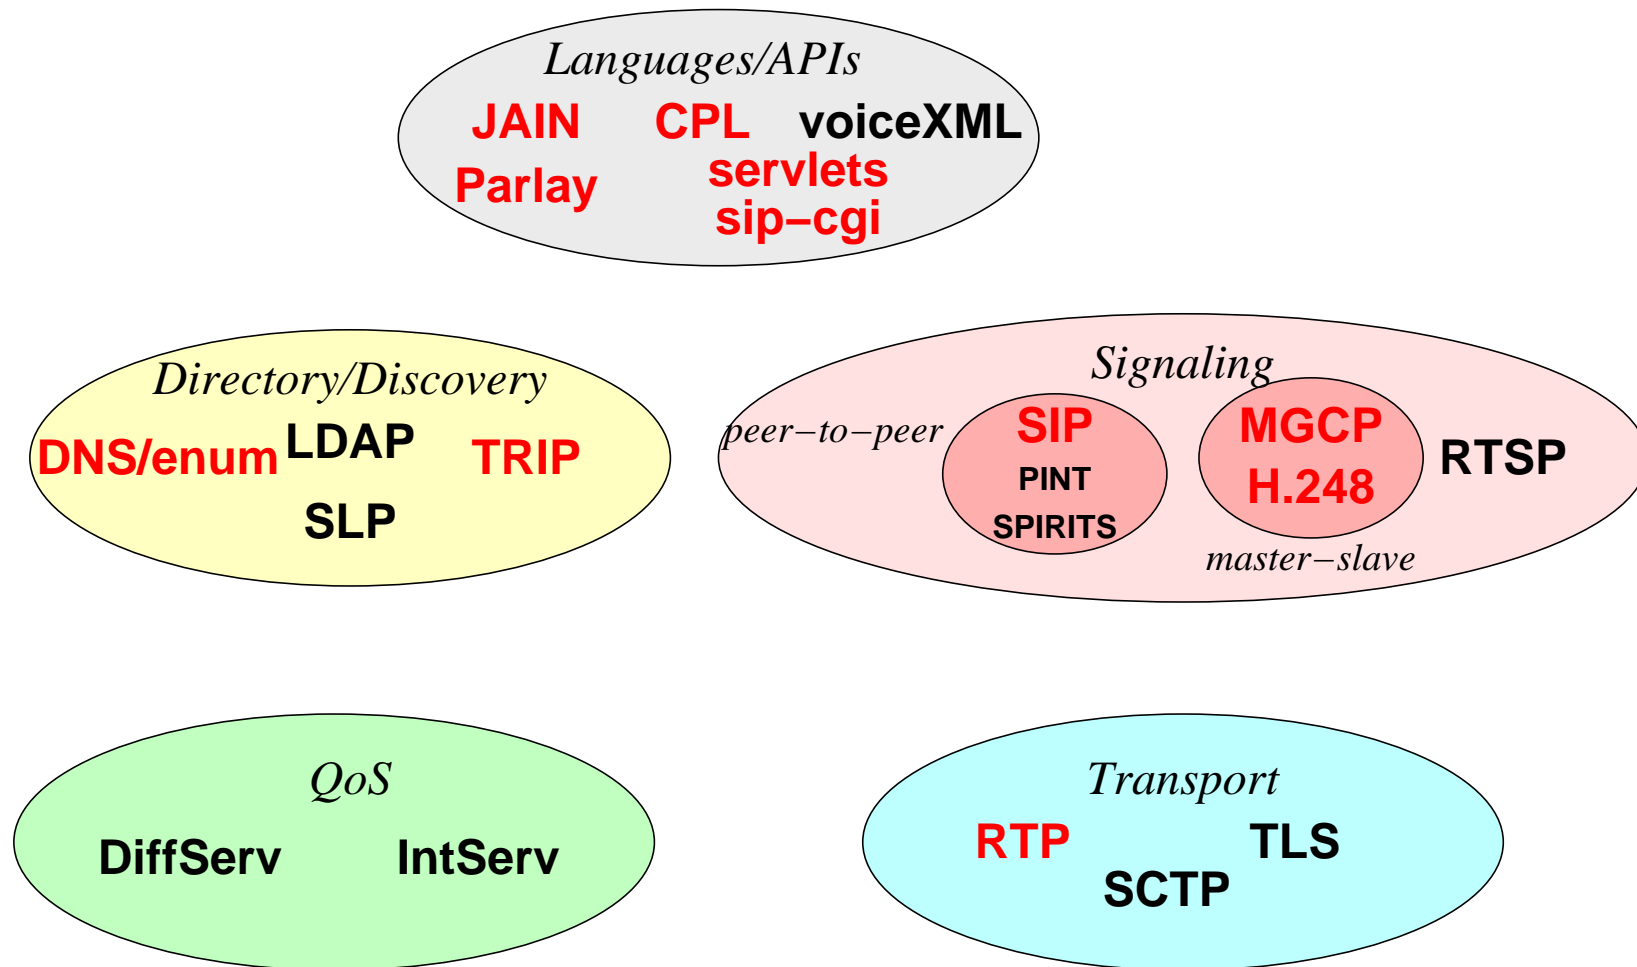 Languages/APIs
JAIN CPL voiceXML
Parlay servlets
sip–cgi
Directory/Discovery
DNS/enum LDAP TRIP
SLP
Signaling
peer–to–peer SIP MGCP RTSP
PINT H.248
SPIRITS
master–slave
QoS
DiffServ IntServ
Transport
RTP TLS
SCTP